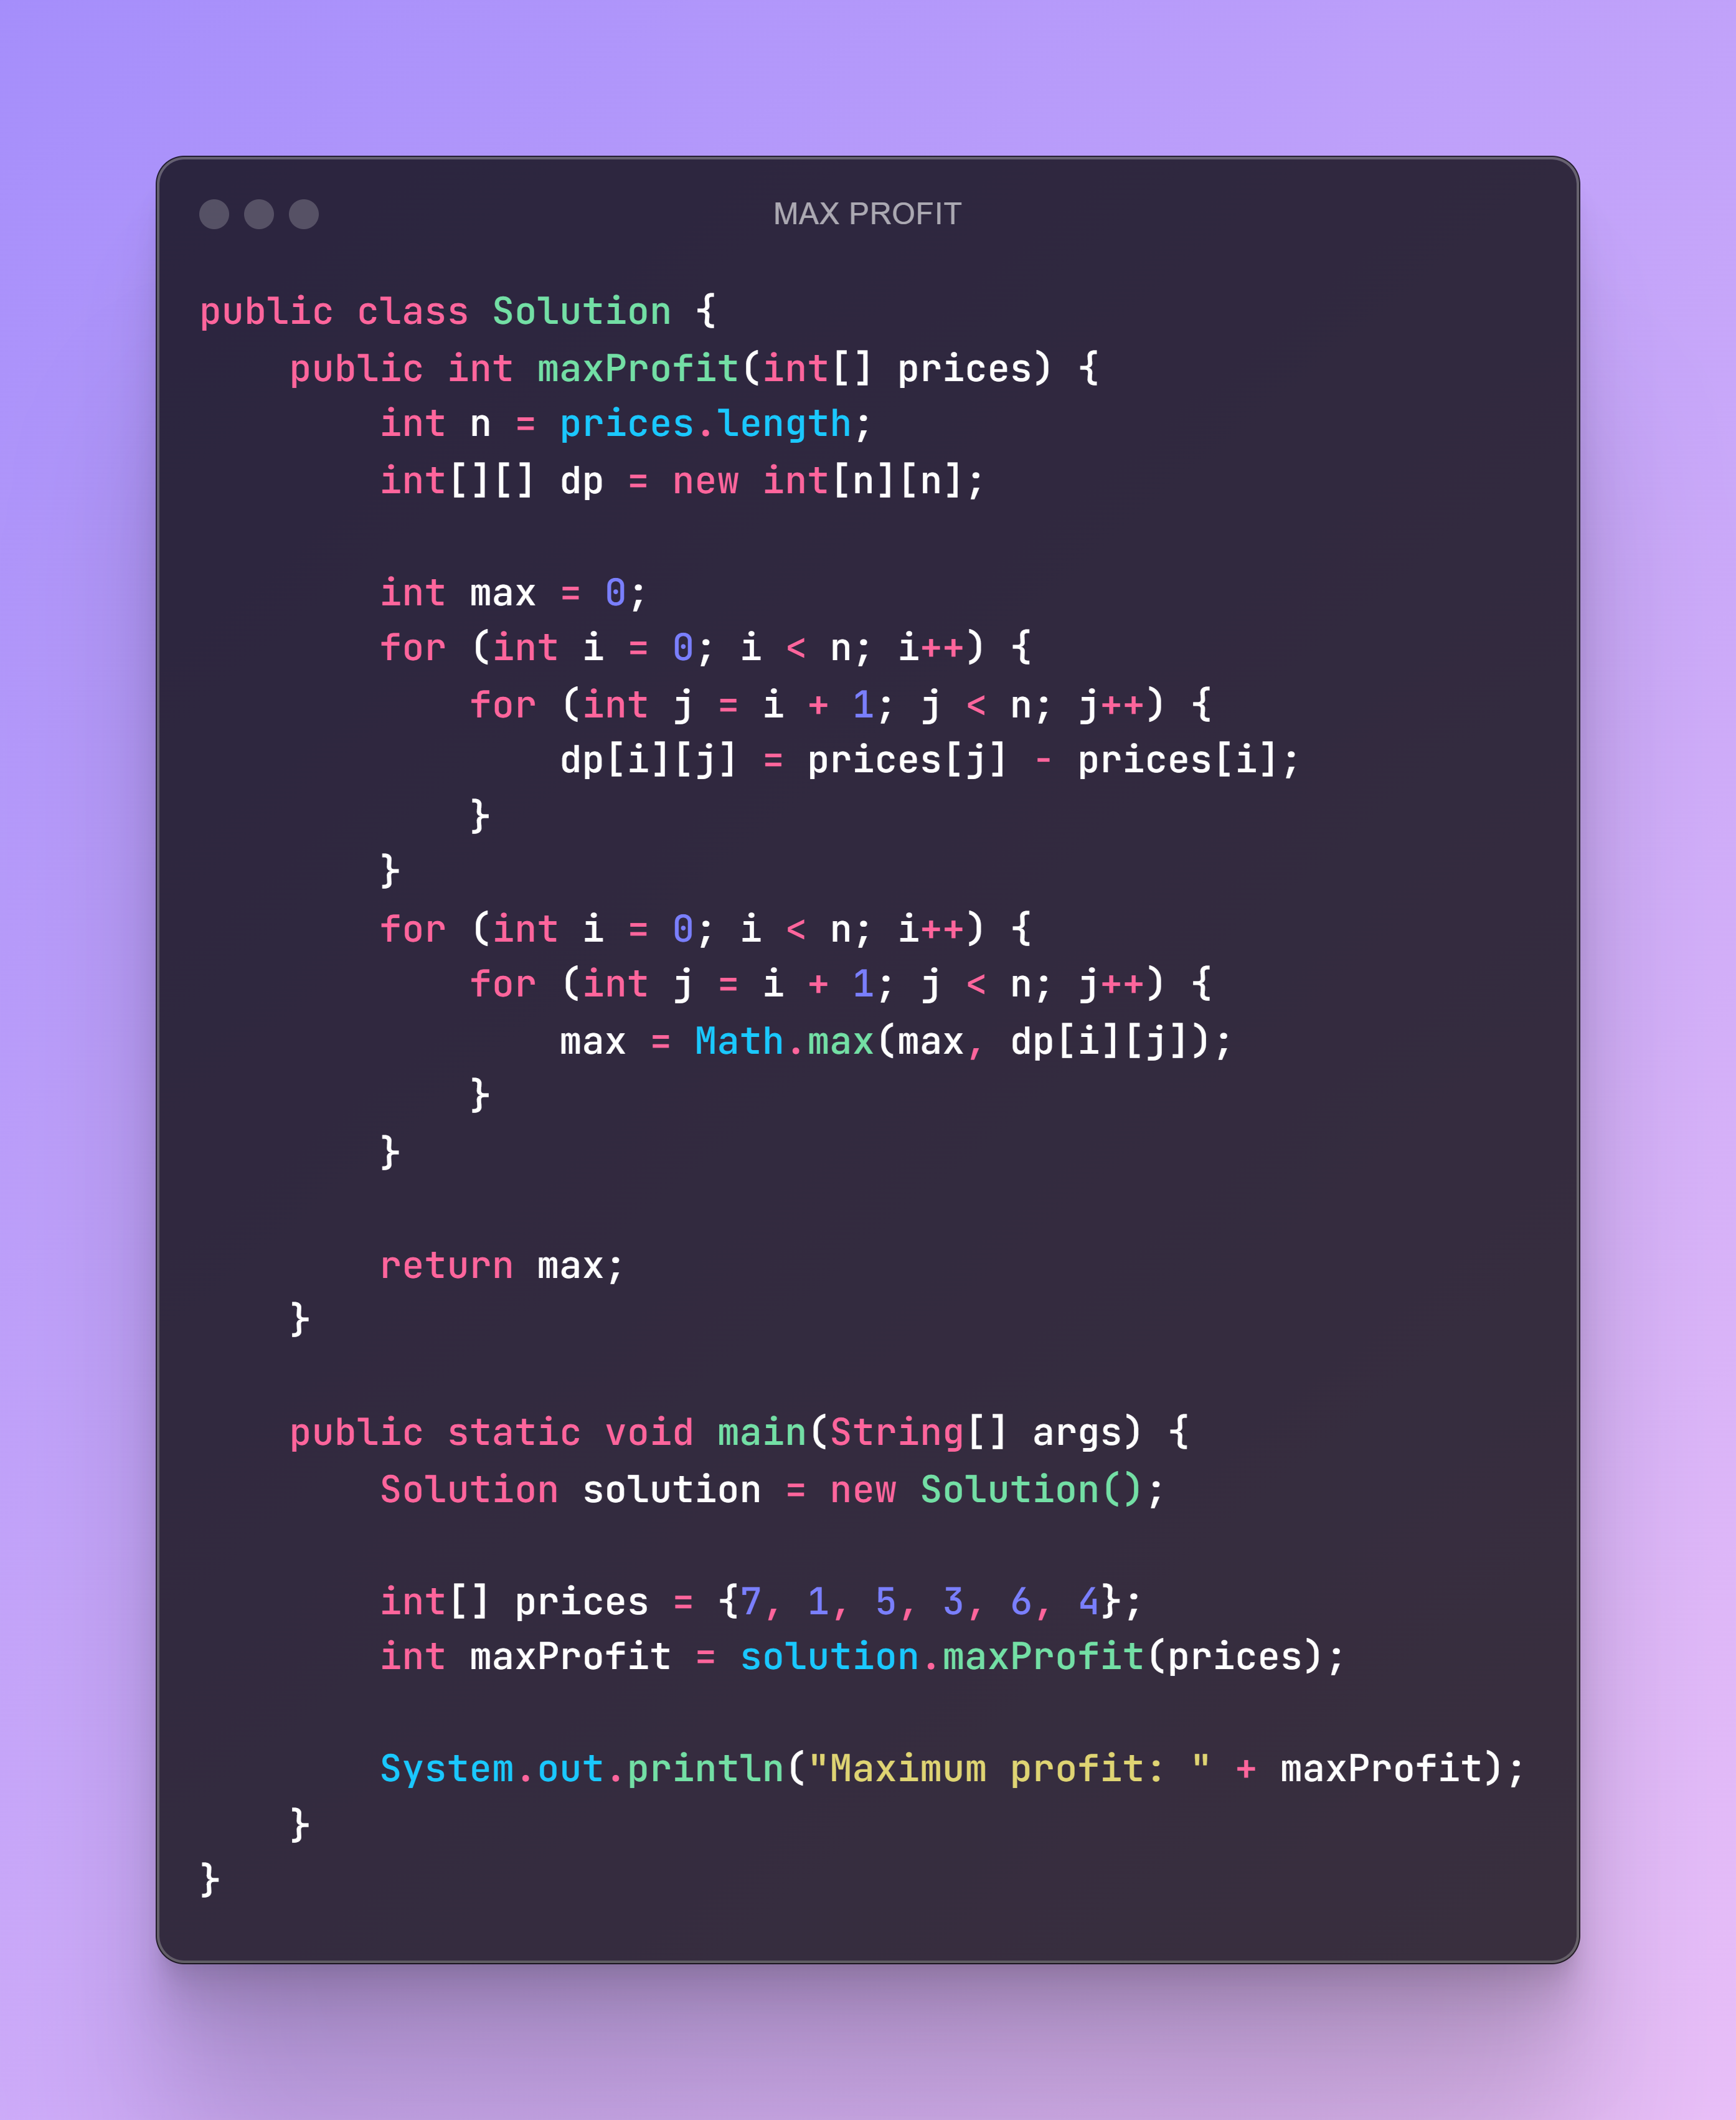 MAX PROFIT
public class Solution {
    public int maxProfit(int[] prices) {
        int n = prices.length;
        int[][] dp = new int[n][n];

        int max = 0;
        for (int i = 0; i < n; i++) {
            for (int j = i + 1; j < n; j++) {
                dp[i][j] = prices[j] - prices[i];
            }
        }
        for (int i = 0; i < n; i++) {
            for (int j = i + 1; j < n; j++) {
                max = Math.max(max, dp[i][j]);
            }
        }

        return max;
    }

    public static void main(String[] args) {
        Solution solution = new Solution();

        int[] prices = {7, 1, 5, 3, 6, 4};
        int maxProfit = solution.maxProfit(prices);

        System.out.println("Maximum profit: " + maxProfit);
    }
}